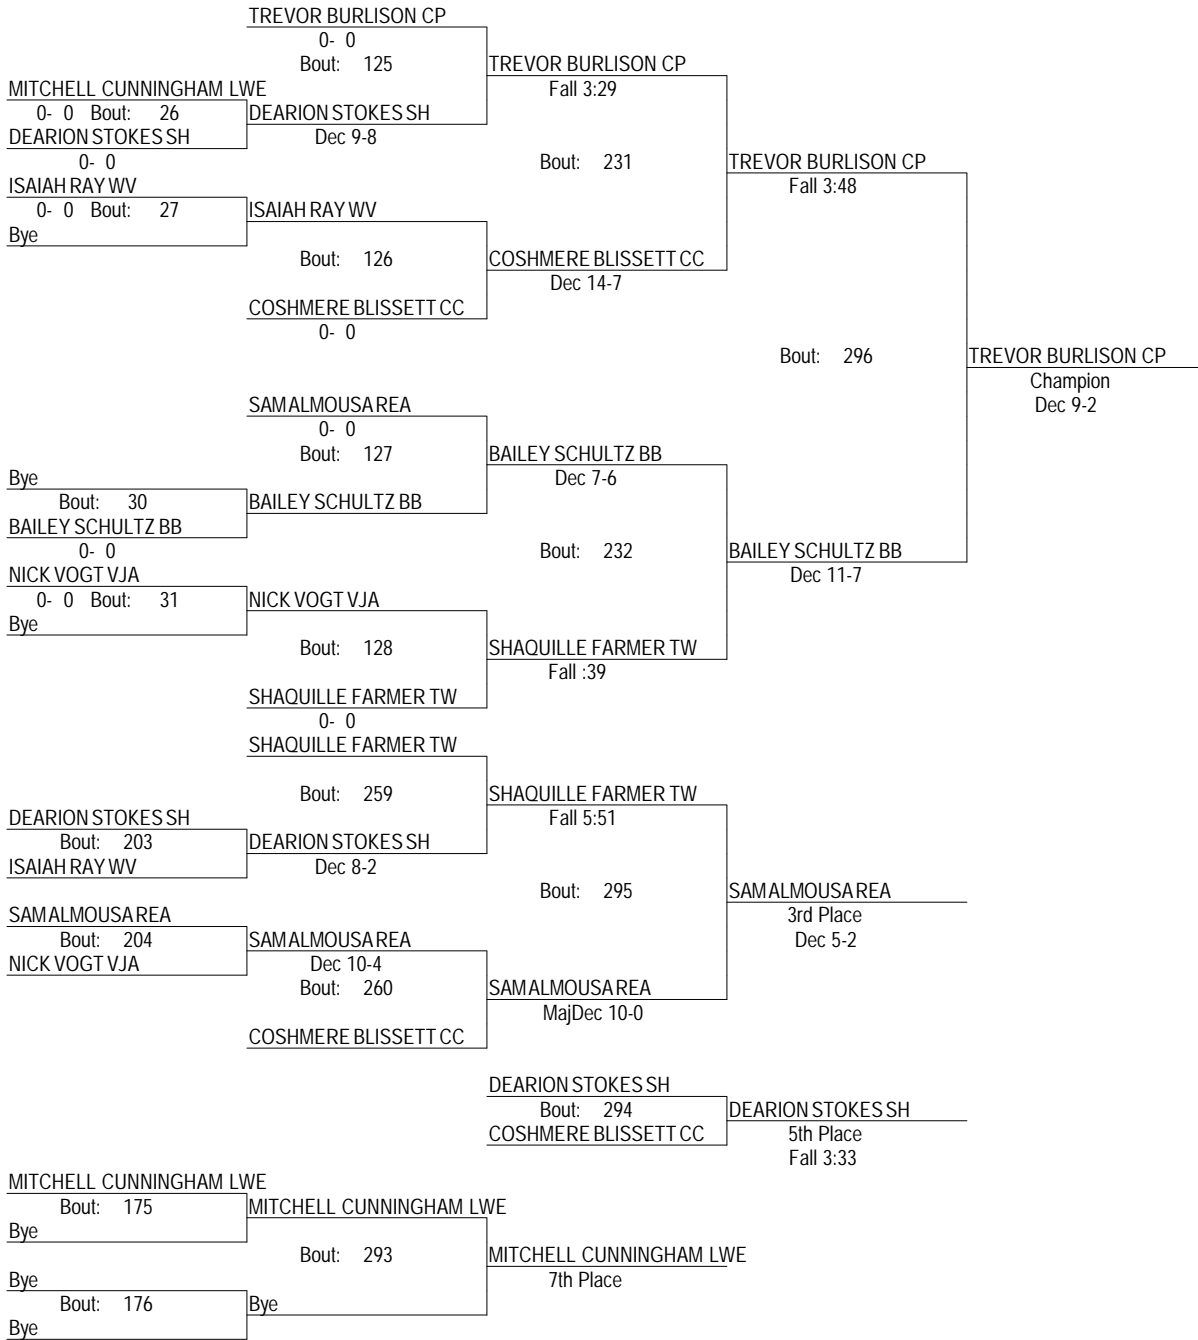 TREVOR BURLISON CP
0- 0
Bout: 125
TREVOR BURLISON CP
MITCHELL CUNNINGHAM LWE
Fall 3:29
0- 0 Bout: 26
DEARION STOKES SH
DEARION STOKES SH
Dec 9-8
0- 0
Bout: 231
TREVOR BURLISON CP
ISAIAH RAY WV
Fall 3:48
0- 0 Bout: 27
ISAIAH RAY WV
Bye
Bout: 126
COSHMERE BLISSETT CC
Dec 14-7
COSHMERE BLISSETT CC
0- 0
Bout: 296
TREVOR BURLISON CP
Champion
Dec 9-2
SAM ALMOUSA REA
0- 0
Bout: 127
BAILEY SCHULTZ BB
Bye
Dec 7-6
Bout: 30
BAILEY SCHULTZ BB
BAILEY SCHULTZ BB
0- 0
Bout: 232
BAILEY SCHULTZ BB
NICK VOGT VJA
Dec 11-7
0- 0 Bout: 31
NICK VOGT VJA
Bye
Bout: 128
SHAQUILLE FARMER TW
Fall :39
SHAQUILLE FARMER TW
0- 0
SHAQUILLE FARMER TW
Bout: 259
SHAQUILLE FARMER TW
DEARION STOKES SH
Fall 5:51
Bout: 203
DEARION STOKES SH
ISAIAH RAY WV
Dec 8-2
Bout: 295
SAM ALMOUSA REA
SAM ALMOUSA REA
3rd Place
Bout: 204
SAM ALMOUSA REA
Dec 5-2
NICK VOGT VJA
Dec 10-4
Bout: 260
SAM ALMOUSA REA
MajDec 10-0
COSHMERE BLISSETT CC
DEARION STOKES SH
Bout: 294
DEARION STOKES SH
COSHMERE BLISSETT CC
5th Place
Fall 3:33
MITCHELL CUNNINGHAM LWE
Bout: 175
MITCHELL CUNNINGHAM LWE
Bye
Bout: 293
MITCHELL CUNNINGHAM LWE
Bye
7th Place
Bout: 176
Bye
Bye